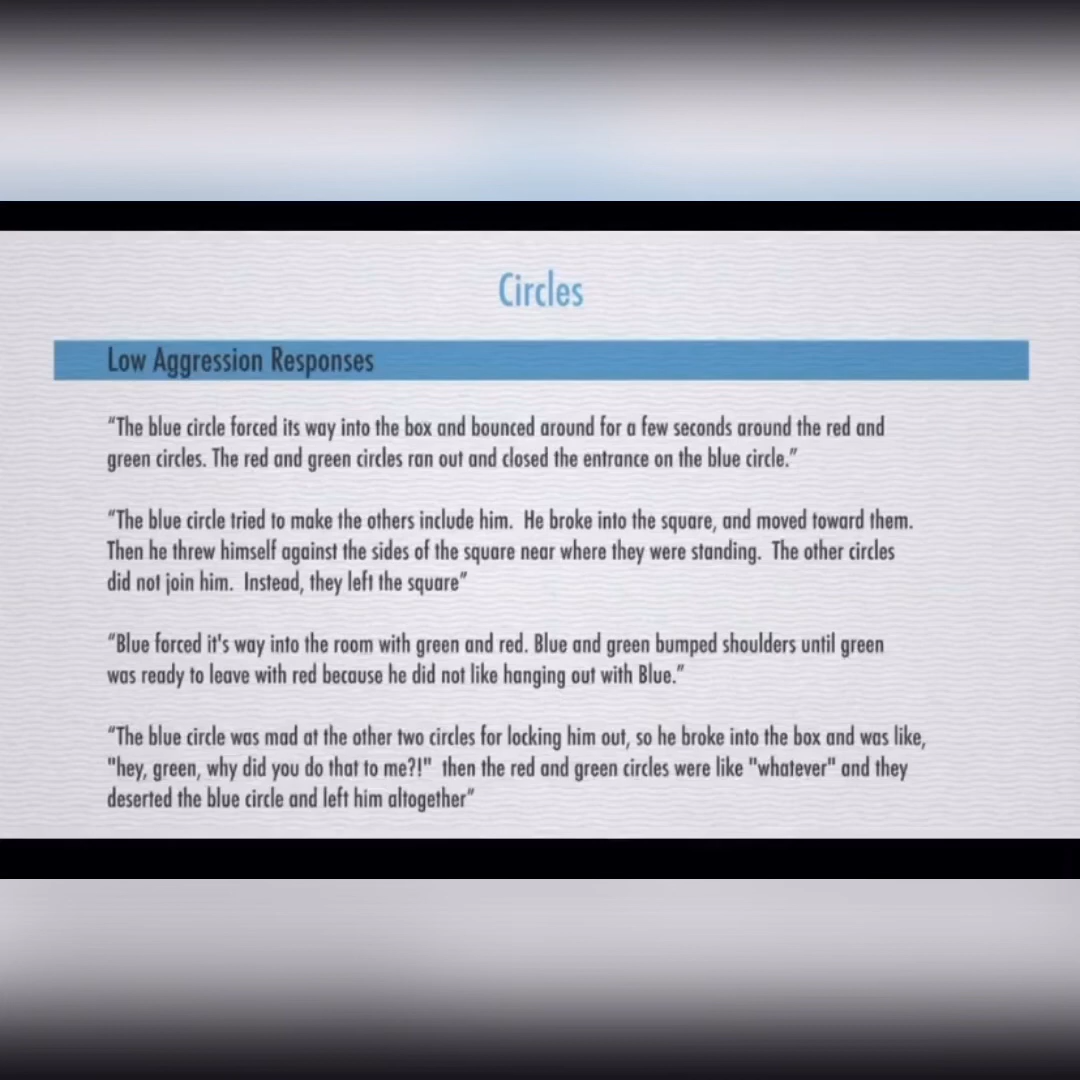 Circles
Low Aggression Responses
“The blue circle forced its way into the box and bounced around for a few seconds around the red and
green circles. The red and green circles ran out and closed the entrance on the blue circle.”
“The blue circle tried to make the others include him.  He broke into the square, and moved toward them.
Then he threw himself against the sides of the square near where they were standing.  The other circles
did not join him.  Instead, they left the square”
“Blue forced it's way into the room with green and red. Blue and green bumped shoulders until green
was ready to leave with red because he did not like hanging out with Blue.”
“The blue circle was mad at the other two circles for locking him out, so he broke into the box and was like,
"hey, green, why did you do that to me?!"  then the red and green circles were like "whatever" and they
deserted the blue circle and left him altogether”